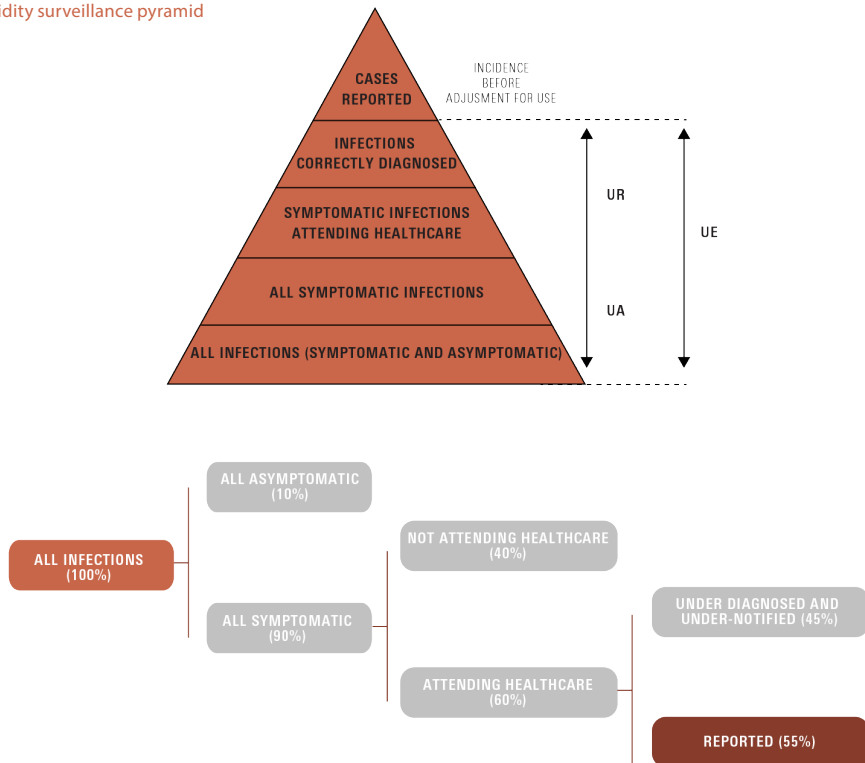 idity surveillance pyramid
CASES
REPORTED
INCIDENCE
BEFORE
ADJUSMENT FOR USE
INFECTIONS
CORRECTLY DIAGNOSED
UR
SYMPTOMATIC INFECTIONS
ATTENDING HEALTHCARE
UE
ALL SYMPTOMATIC INFECTIONS
UA
ALL INFECTIONS (SYMPTOMATIC AND ASYMPTOMATIC)
ALL ASYMPTOMATIC
(10%)
NOT ATTENDING HEALTHCARE
(40%)
ALL INFECTIONS
(100%)
UNDER DIAGNOSED AND
UNDER-NOTIFIED (45%)
ALL SYMPTOMATIC
(90%)
ATTENDING HEALTHCARE
(60%)
REPORTED (55%)